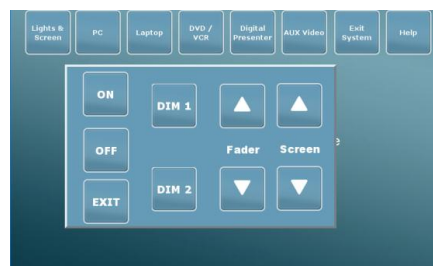 Lights &
Screen
PC
Laptop
DVD /
VCR
Digital
Presenter
AUX Video
Exit
System
Help
ON
DIM 1
OFF
Fader
Screen
EXIT
DIM 2
e